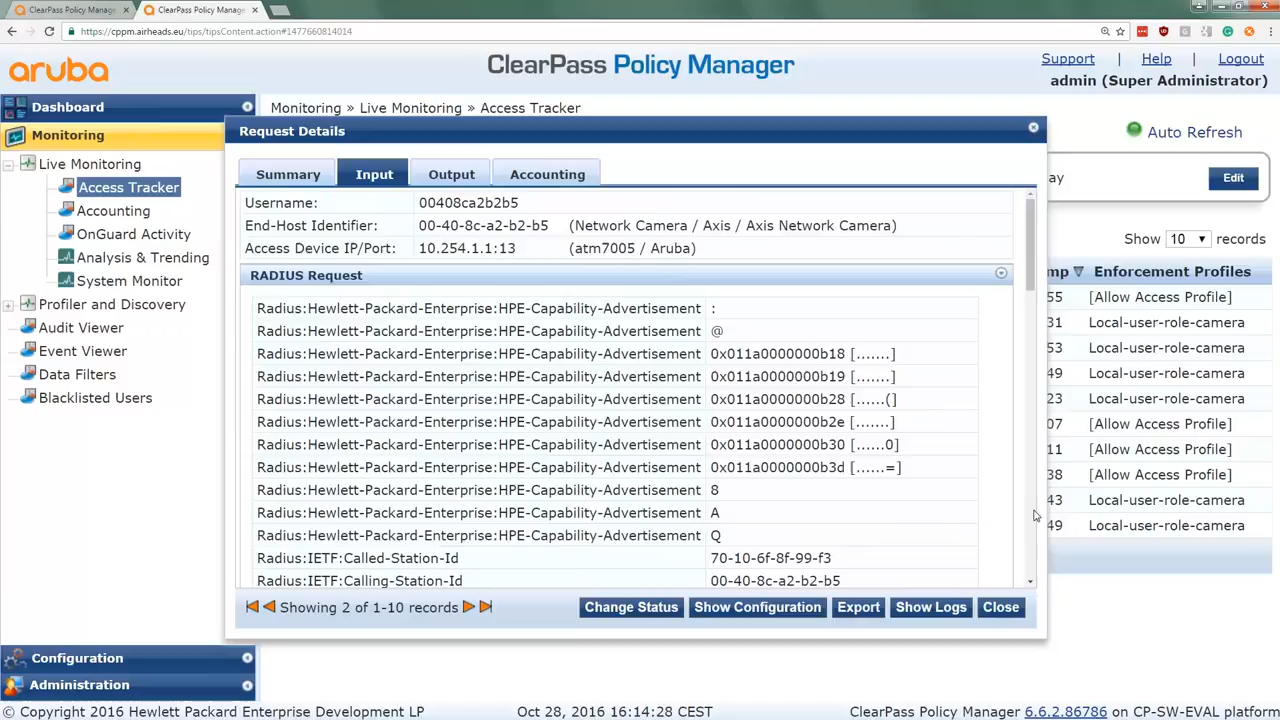 ClearPass Policy Manage
ClearPass Policy Manage
https://cppm.airheads.eu/tips/tipsContent.action#1477660814014
aruba
ClearPass Policy Manager
Support | Help | Logout
admin (Super Administrator)
Dashboard
Monitoring
Live Monitoring
Access Tracker
Accounting
OnGuard Activity
Analysis & Trending
System Monitor
Profiler and Discovery
Audit Viewer
Event Viewer
Data Filters
Blacklisted Users
Configuration
Administration
Monitoring » Live Monitoring » Access Tracker
Auto Refresh
ay
Edit
Show 10 records
mp Enforcement Profiles
55 [Allow Access Profile]
31 Local-user-role-camera
53 Local-user-role-camera
49 Local-user-role-camera
23 Local-user-role-camera
07 [Allow Access Profile]
11 [Allow Access Profile]
38 [Allow Access Profile]
43 Local-user-role-camera
49 Local-user-role-camera
Request Details
Summary Input Output Accounting
Username: 00408ca2b2b5
End-Host Identifier: 00-40-8c-a2-b2-b5 (Network Camera / Axis / Axis Network Camera)
Access Device IP/Port: 10.254.1.1:13 (atm7005 / Aruba)
RADIUS Request
Radius:Hewlett-Packard-Enterprise:HPE-Capability-Advertisement :
Radius:Hewlett-Packard-Enterprise:HPE-Capability-Advertisement @
Radius:Hewlett-Packard-Enterprise:HPE-Capability-Advertisement 0x011a0000000b18 [.......]
Radius:Hewlett-Packard-Enterprise:HPE-Capability-Advertisement 0x011a0000000b19 [.......]
Radius:Hewlett-Packard-Enterprise:HPE-Capability-Advertisement 0x011a0000000b28 [......(]
Radius:Hewlett-Packard-Enterprise:HPE-Capability-Advertisement 0x011a0000000b2e [.......]
Radius:Hewlett-Packard-Enterprise:HPE-Capability-Advertisement 0x011a0000000b30 [......0]
Radius:Hewlett-Packard-Enterprise:HPE-Capability-Advertisement 0x011a0000000b3d [......=]
Radius:Hewlett-Packard-Enterprise:HPE-Capability-Advertisement 8
Radius:Hewlett-Packard-Enterprise:HPE-Capability-Advertisement A
Radius:Hewlett-Packard-Enterprise:HPE-Capability-Advertisement Q
Radius:IETF:Called-Station-Id 70-10-6f-8f-99-f3
Radius:IETF:Calling-Station-Id 00-40-8c-a2-b2-b5
Showing 2 of 1-10 records
Change Status Show Configuration Export Show Logs Close
© Copyright 2016 Hewlett Packard Enterprise Development LP
Oct 28, 2016 16:14:28 CEST
ClearPass Policy Manager 6.6.2.86786 on CP-SW-EVAL platform